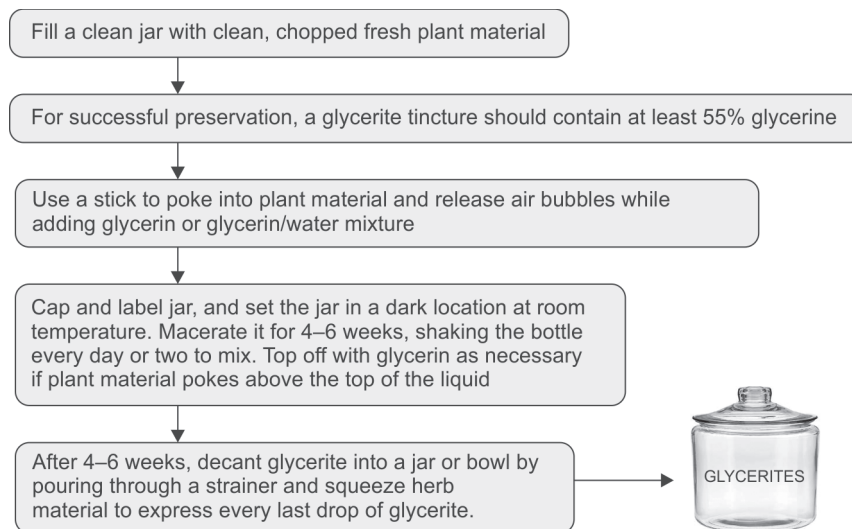 Fill a clean jar with clean, chopped fresh plant material
For successful preservation, a glycerite tincture should contain at least 55% glycerine
Use a stick to poke into plant material and release air bubbles while
adding glycerin or glycerin/water mixture
Cap and label jar, and set the jar in a dark location at room
temperature. Macerate it for 4–6 weeks, shaking the bottle
every day or two to mix. Top off with glycerin as necessary
if plant material pokes above the top of the liquid
After 4–6 weeks, decant glycerite into a jar or bowl by
pouring through a strainer and squeeze herb
material to express every last drop of glycerite.
GLYCERITES